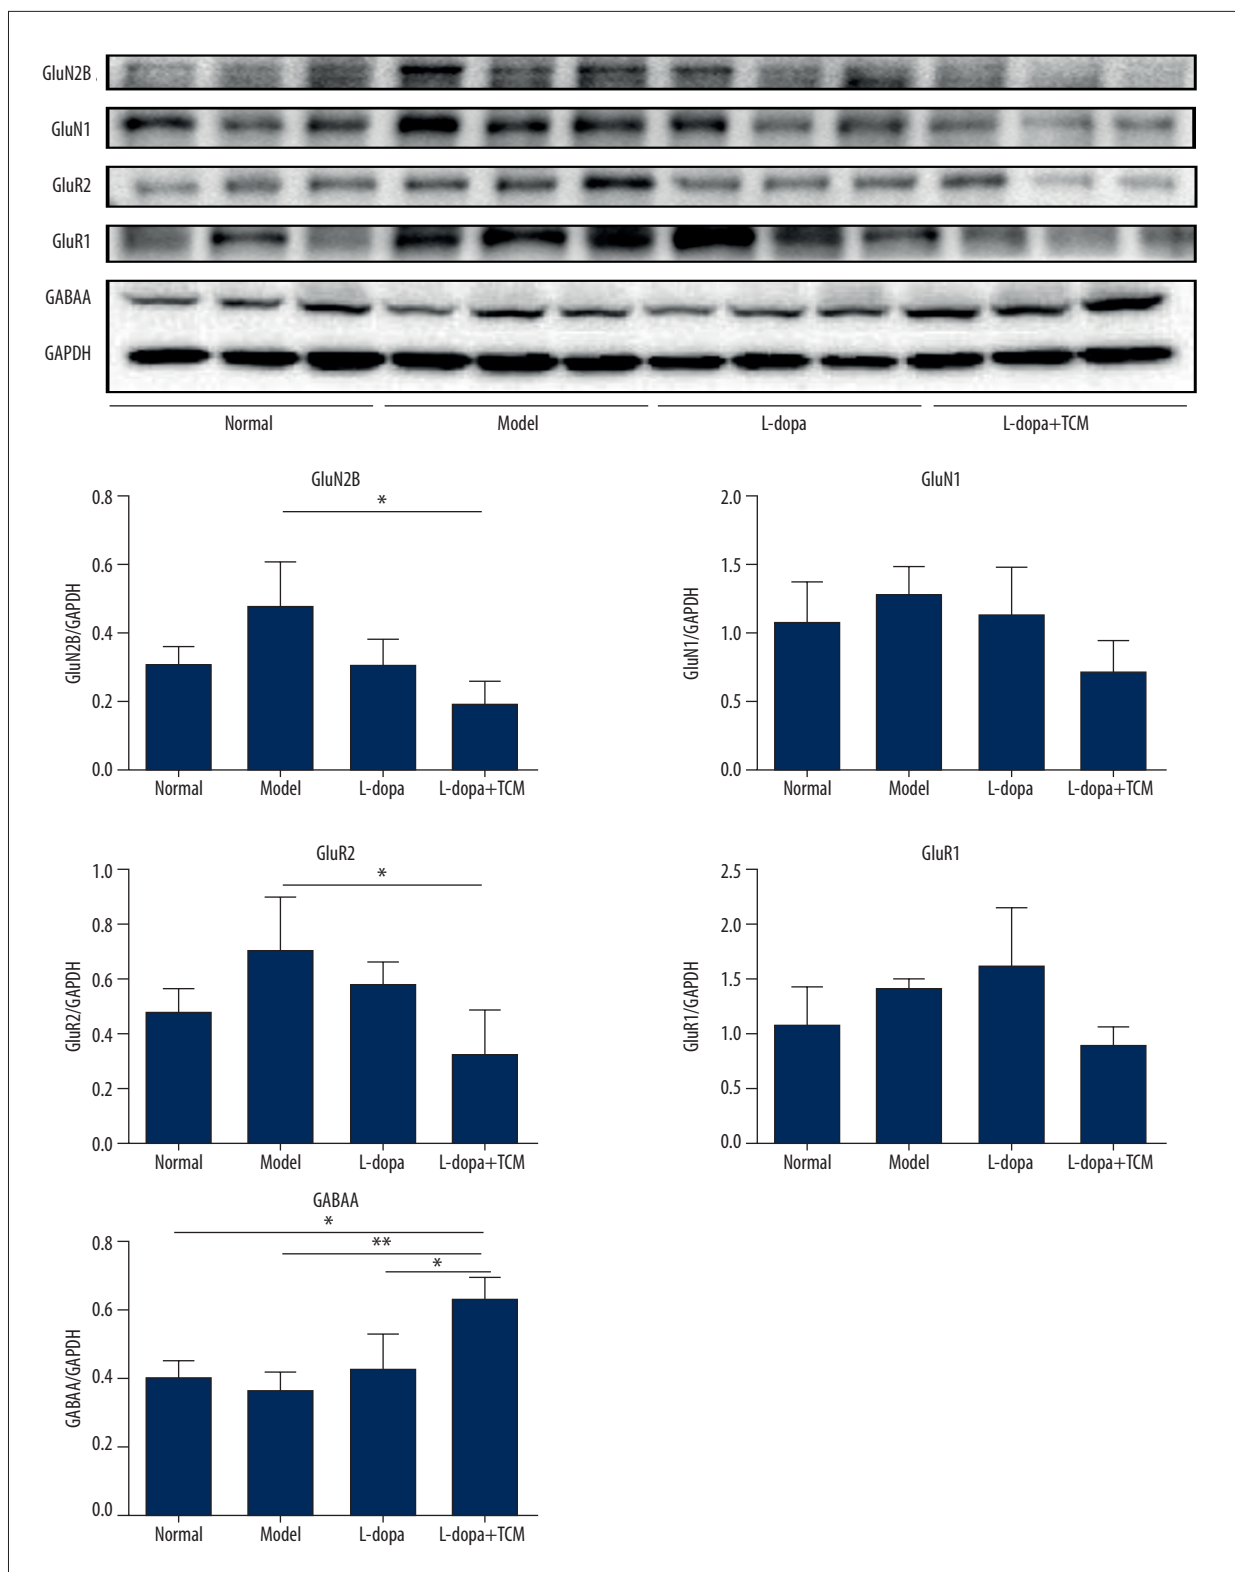 GluN2B
GluN1
GluR2
GluR1
GABAA
GAPDH
Normal Model L-dopa L-dopa+TCM
GluN2B
*
GluN2B/GAPDH
0.8
0.6
0.4
0.2
0.0
Normal Model L-dopa L-dopa+TCM
GluN1
GluN1/GAPDH
2.0
1.5
1.0
0.5
0.0
Normal Model L-dopa L-dopa+TCM
GluR2
*
GluR2/GAPDH
1.0
0.8
0.6
0.4
0.2
0.0
Normal Model L-dopa L-dopa+TCM
GluR1
GluR1/GAPDH
2.5
2.0
1.5
1.0
0.5
0.0
Normal Model L-dopa L-dopa+TCM
GABAA
*
**
*
GABAA/GAPDH
0.8
0.6
0.4
0.2
0.0
Normal Model L-dopa L-dopa+TCM